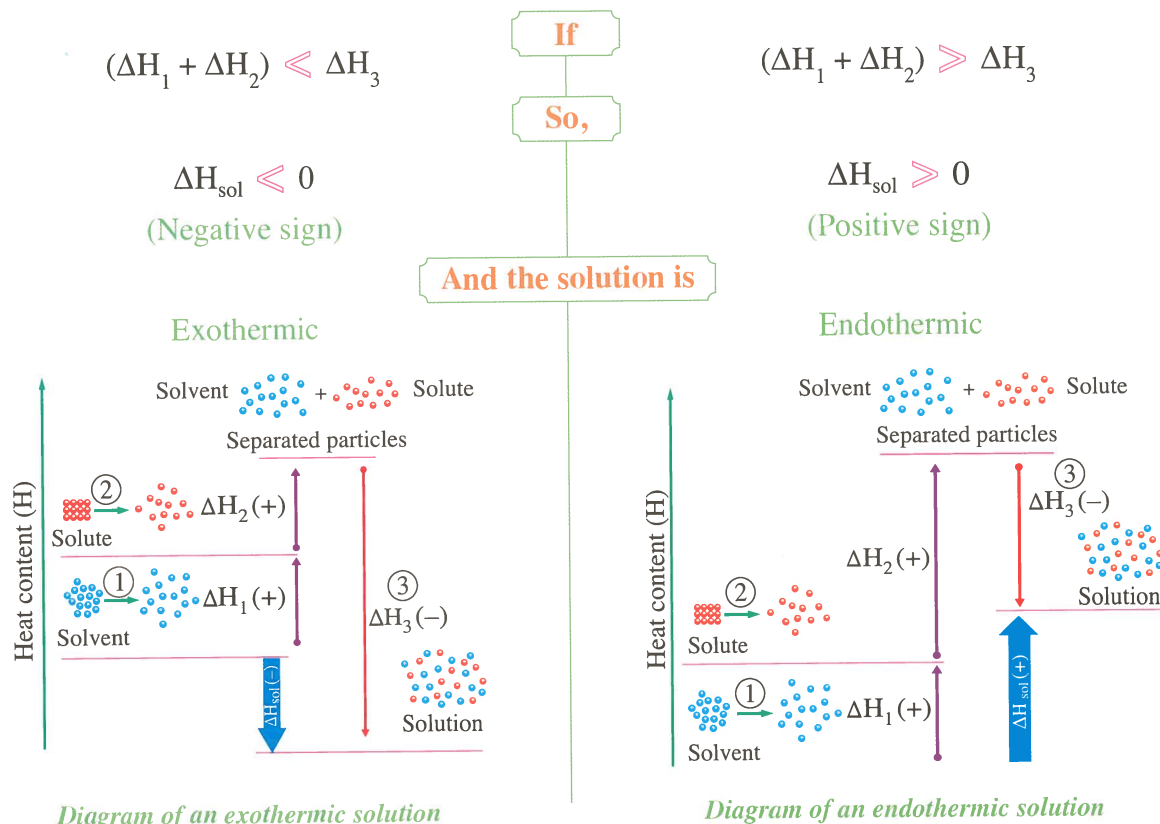 If
(ΔH₁ + ΔH₂) < ΔH₃
(ΔH₁ + ΔH₂) > ΔH₃
So,
ΔHsol < 0
(Negative sign)
ΔHsol > 0
(Positive sign)
And the solution is
Exothermic
Heat content (H)
Solvent + Solute
Separated particles
②
ΔH₂(+)
Solute
①
ΔH₁(+)
Solvent
③
ΔH₃(−)
ΔHsol(−)
Solution
Diagram of an exothermic solution
Endothermic
Heat content (H)
Solvent + Solute
Separated particles
③
ΔH₃(−)
Solution
ΔH₂(+)
②
Solute
①
ΔH₁(+)
Solvent
ΔHsol(+)
Diagram of an endothermic solution